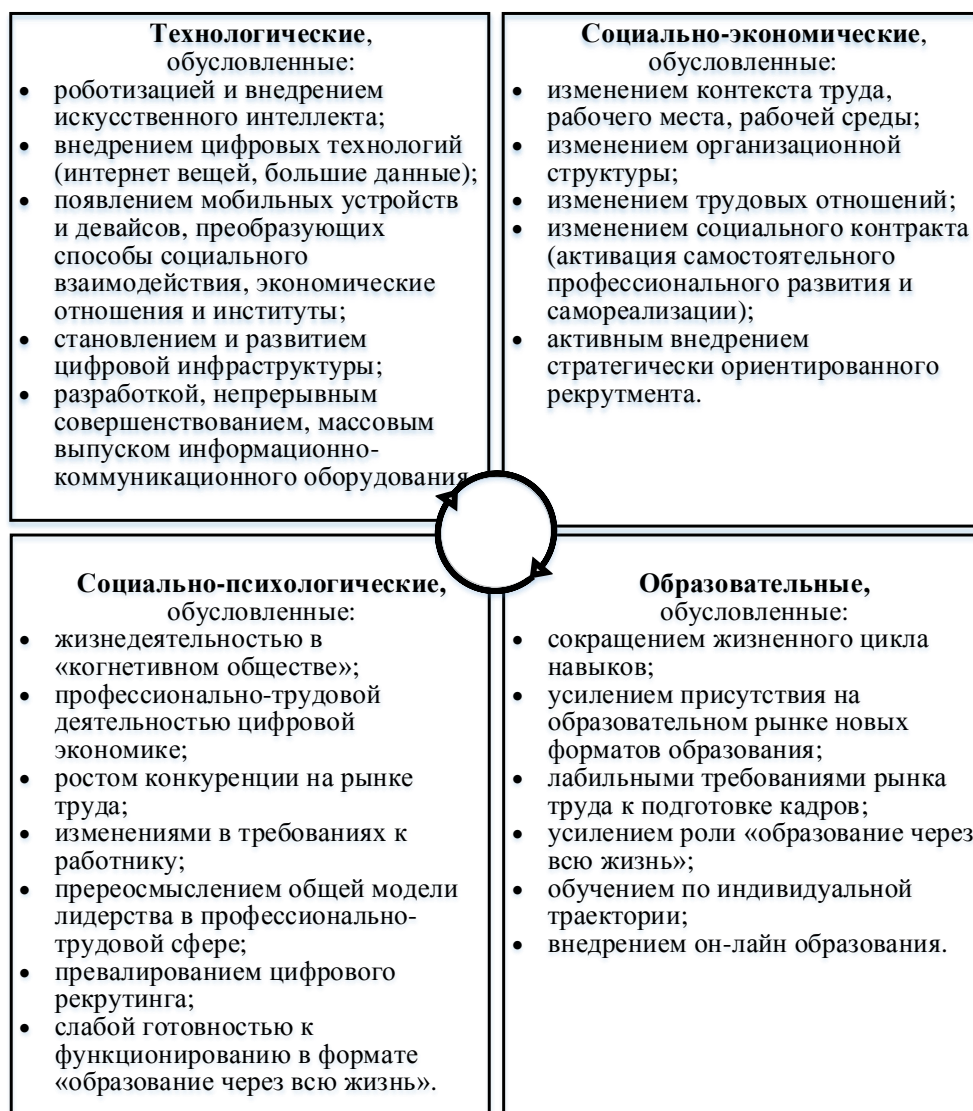 Технологические,
обусловленные:
• роботизацией и внедрением
искусственного интеллекта;
• внедрением цифровых технологий
(интернет вещей, большие данные);
• появлением мобильных устройств
и девайсов, преобразующих
способы социального
взаимодействия, экономические
отношения и институты;
• становлением и развитием
цифровой инфраструктуры;
• разработкой, непрерывным
совершенствованием, массовым
выпуском информационно-
коммуникационного оборудования
Социально-экономические,
обусловленные:
• изменением контекста труда,
рабочего места, рабочей среды;
• изменением организационной
структуры;
• изменением трудовых отношений;
• изменением социального контракта
(активация самостоятельного
профессионального развития и
самореализации);
• активным внедрением
стратегически ориентированного
рекрутмента.
Социально-психологические,
обусловленные:
• жизнедеятельностью в
«когнетивном обществе»;
• профессионально-трудовой
деятельностью цифровой
экономике;
• ростом конкуренции на рынке
труда;
• изменениями в требованиях к
работнику;
• пререосмыслением общей модели
лидерства в профессионально-
трудовой сфере;
• превалированием цифрового
рекрутинга;
• слабой готовностью к
функционированию в формате
«образование через всю жизнь».
Образовательные,
обусловленные:
• сокращением жизненного цикла
навыков;
• усилением присутствия на
образовательном рынке новых
форматов образования;
• лабильными требованиями рынка
труда к подготовке кадров;
• усилением роли «образование через
всю жизнь»;
• обучением по индивидуальной
траектории;
• внедрением он-лайн образования.